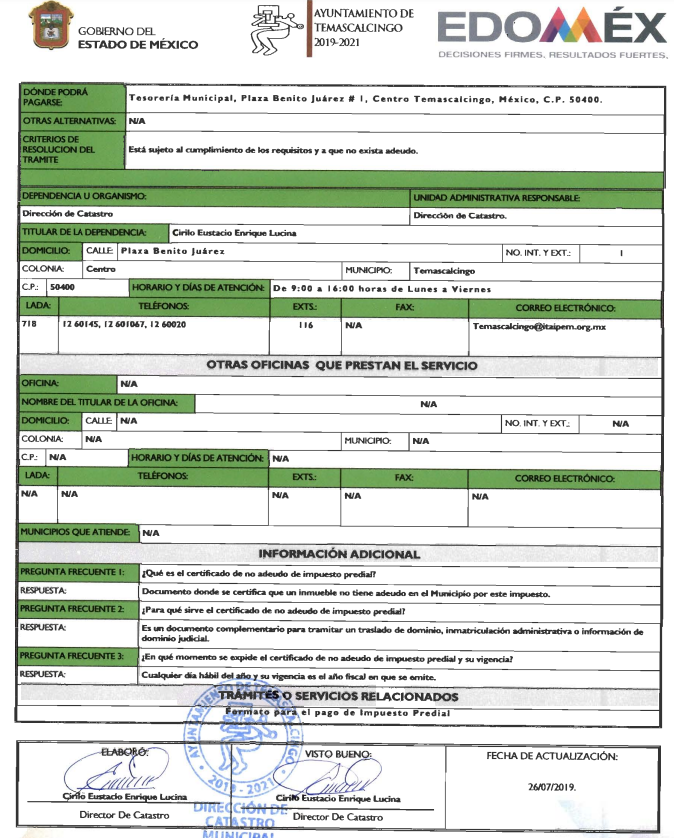 GOBIERNO DEL
ESTADO DE MÉXICO
AYUNTAMIENTO DE
TEMASCALCINGO
2019-2021
EDOMÉX
DECISIONES FIRMES, RESULTADOS FUERTES.
DÓNDE PODRÁ
PAGARSE:
Tesorería Municipal, Plaza Benito Juárez # 1, Centro Temascalcingo, México, C.P. 50400.
OTRAS ALTERNATIVAS: N/A
CRITERIOS DE
RESOLUCION DEL
TRAMITE
Está sujeto al cumplimiento de los requisitos y a que no exista adeudo.
DEPENDENCIA U ORGANISMO: UNIDAD ADMINISTRATIVA RESPONSABLE:
Dirección de Catastro Dirección de Catastro.
TITULAR DE LA DEPENDENCIA: Cirilo Eustacio Enrique Lucina
DOMICILIO: CALLE: Plaza Benito Juárez NO. INT. Y EXT.: 1
COLONIA: Centro MUNICIPIO: Temascalcingo
C.P.: 50400 HORARIO Y DÍAS DE ATENCIÓN: De 9:00 a 16:00 horas de Lunes a Viernes
LADA: TELÉFONOS: EXTS.: FAX: CORREO ELECTRÓNICO:
718 12 60145, 12 601067, 12 60020 116 N/A Temascalcingo@itaipem.org.mx
OTRAS OFICINAS QUE PRESTAN EL SERVICIO
OFICINA: N/A
NOMBRE DEL TITULAR DE LA OFICINA: N/A
DOMICILIO: CALLE: N/A NO. INT. Y EXT.: N/A
COLONIA: N/A MUNICIPIO: N/A
C.P.: N/A HORARIO Y DÍAS DE ATENCIÓN: N/A
LADA: TELÉFONOS: EXTS.: FAX: CORREO ELECTRÓNICO:
N/A N/A N/A N/A N/A
MUNICIPIOS QUE ATIENDE: N/A
INFORMACIÓN ADICIONAL
PREGUNTA FRECUENTE 1: ¿Qué es el certificado de no adeudo de impuesto predial?
RESPUESTA: Documento donde se certifica que un inmueble no tiene adeudo en el Municipio por este impuesto.
PREGUNTA FRECUENTE 2: ¿Para qué sirve el certificado de no adeudo de impuesto predial?
RESPUESTA: Es un documento complementario para tramitar un traslado de dominio, inmatriculación administrativa o información de
dominio judicial.
PREGUNTA FRECUENTE 3: ¿En qué momento se expide el certificado de no adeudo de impuesto predial y su vigencia?
RESPUESTA: Cualquier día hábil del año y su vigencia es el año fiscal en que se emite.
TRÁMITES O SERVICIOS RELACIONADOS
Formato para el pago de Impuesto Predial
ELABORÓ: VISTO BUENO: FECHA DE ACTUALIZACIÓN:
26/07/2019.
Cirilo Eustacio Enrique Lucina Cirilo Eustacio Enrique Lucina
Director De Catastro Director De Catastro
AYUNTAMIENTO DE TEMASCALCINGO
2019 - 2021
DIRECCIÓN DE
CATASTRO
MUNICIPAL